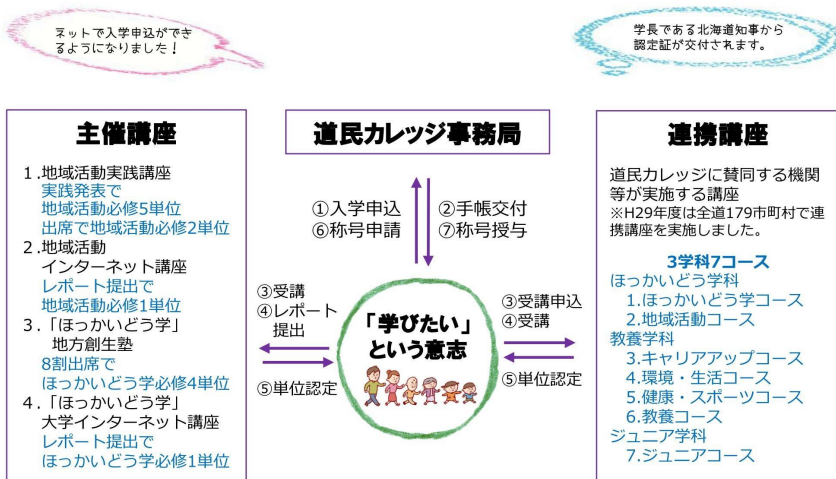 ネットで入学申込ができ
るようになりました！
学長である北海道知事から
認定証が交付されます。
主催講座
1.地域活動実践講座
実践発表で
地域活動必修5単位
出席で地域活動必修2単位
2.地域活動
インターネット講座
レポート提出で
地域活動必修1単位
3.「ほっかいどう学」
地方創生塾
8割出席で
ほっかいどう学必修4単位
4.「ほっかいどう学」
大学インターネット講座
レポート提出で
ほっかいどう学必修1単位
道民カレッジ事務局
①入学申込
⑥称号申請
②手帳交付
⑦称号授与
③受講
④レポート
提出
⑤単位認定
「学びたい」
という意志
③受講申込
④受講
⑤単位認定
連携講座
道民カレッジに賛同する機関
等が実施する講座
※H29年度は全道179市町村で連
携講座を実施しました。
3学科7コース
ほっかいどう学科
1.ほっかいどう学コース
2.地域活動コース
教養学科
3.キャリアアップコース
4.環境・生活コース
5.健康・スポーツコース
6.教養コース
ジュニア学科
7.ジュニアコース